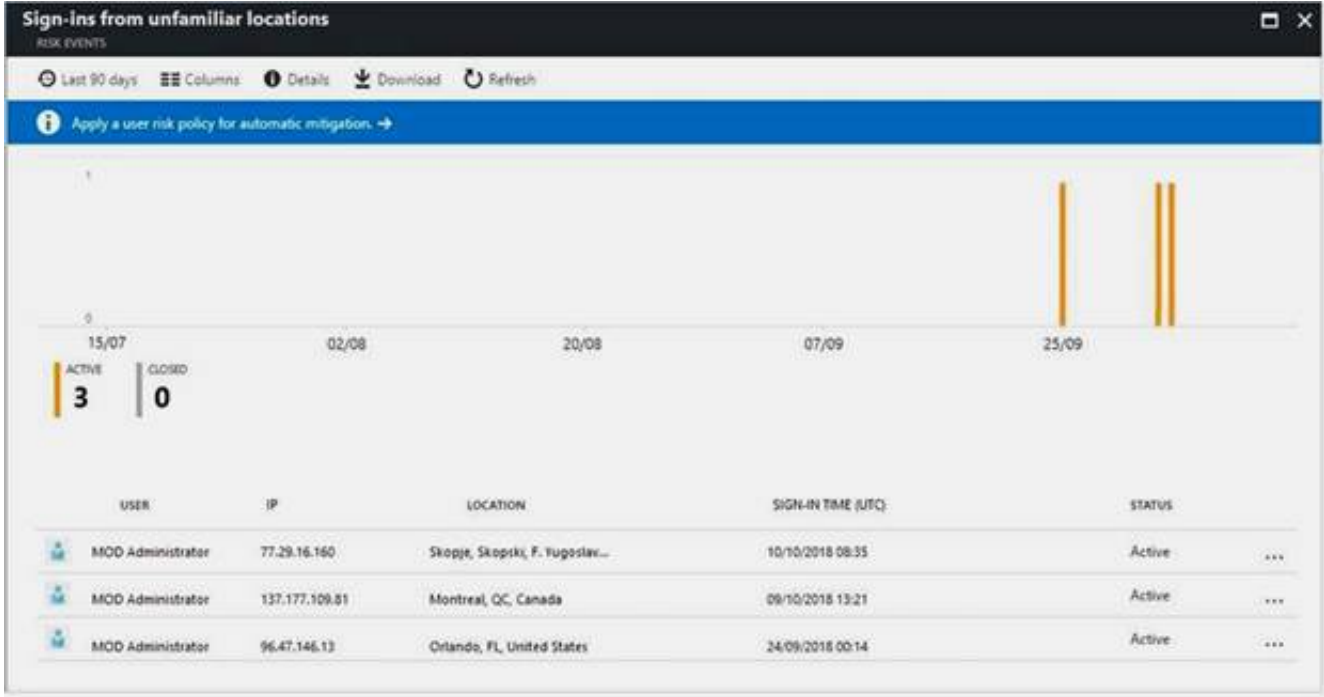 Sign-ins from unfamiliar locations
RISK EVENTS
Last 90 days Columns Details Download Refresh
Apply a user risk policy for automatic mitigation. →
1
0
15/07 02/08 20/08 07/09 25/09
ACTIVE CLOSED
3 0
USER IP LOCATION SIGN-IN TIME (UTC) STATUS
MOD Administrator 77.29.16.160 Skopje, Skopski, F. Yugoslav... 10/10/2018 08:35 Active ...
MOD Administrator 137.177.109.81 Montreal, QC, Canada 09/10/2018 13:21 Active ...
MOD Administrator 96.47.146.13 Orlando, FL, United States 24/09/2018 00:14 Active ...